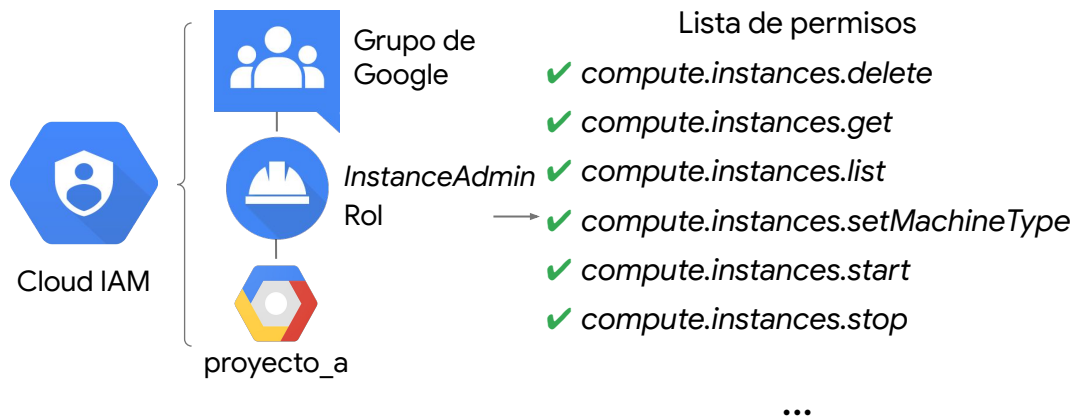 Cloud IAM
Grupo de
Google
InstanceAdmin
Rol
proyecto_a
Lista de permisos
✔ compute.instances.delete
✔ compute.instances.get
✔ compute.instances.list
✔ compute.instances.setMachineType
✔ compute.instances.start
✔ compute.instances.stop
...